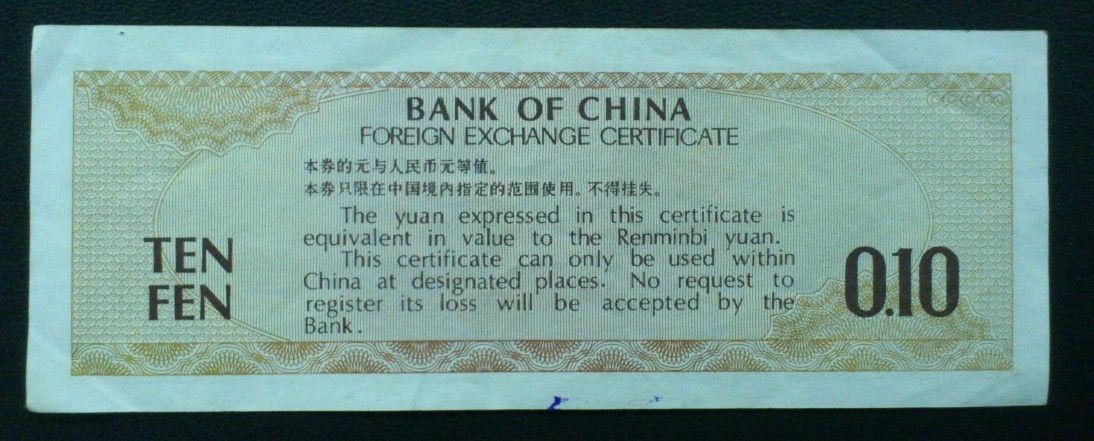 BANK OF CHINA
FOREIGN EXCHANGE CERTIFICATE
本券的元与人民币元等值。
本券只限在中国境内指定的范围使用。不得挂失。
The yuan expressed in this certificate is
equivalent in value to the Renminbi yuan.
This certificate can only be used within
China at designated places. No request to
register its loss will be accepted by the
Bank.
TEN
FEN
0.10